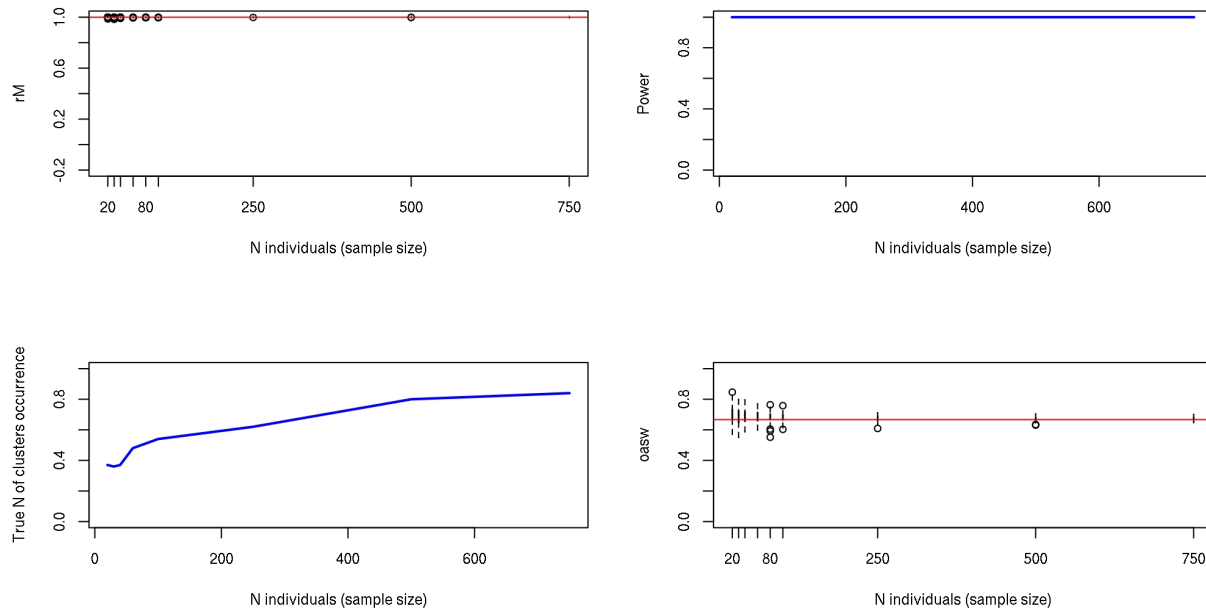 rM
1.0
0.6
0.2
-0.2
20 80 250 500 750
N individuals (sample size)
Power
0.8
0.4
0.0
0 200 400 600
N individuals (sample size)
True N of clusters occurrence
0.8
0.4
0.0
0 200 400 600
N individuals (sample size)
oasw
0.8
0.4
0.0
20 80 250 500 750
N individuals (sample size)